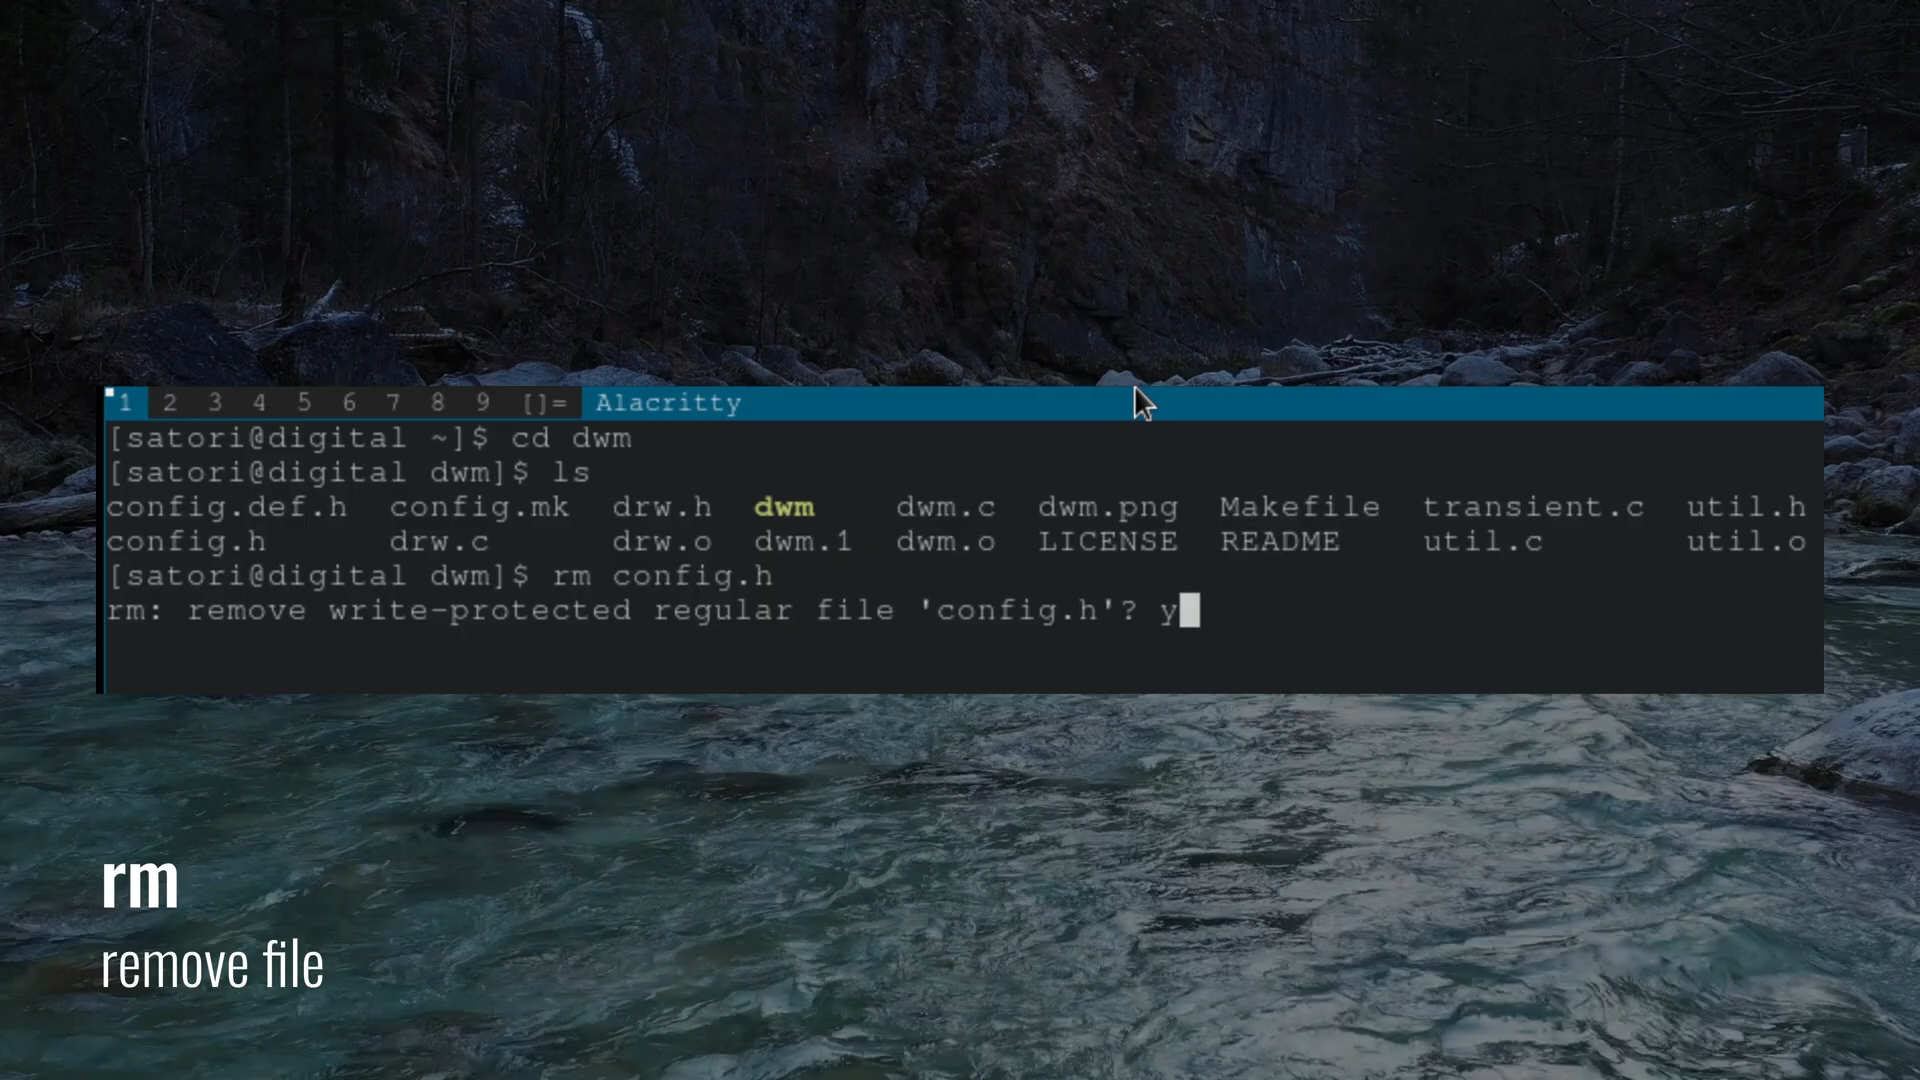 1 2 3 4 5 6 7 8 9 []= Alacritty
[satori@digital ~]$ cd dwm
[satori@digital dwm]$ ls
config.def.h config.mk drw.h dwm dwm.c dwm.png Makefile transient.c util.h
config.h drw.c drw.o dwm.1 dwm.o LICENSE README util.c util.o
[satori@digital dwm]$ rm config.h
rm: remove write-protected regular file 'config.h'? y
rm
remove file